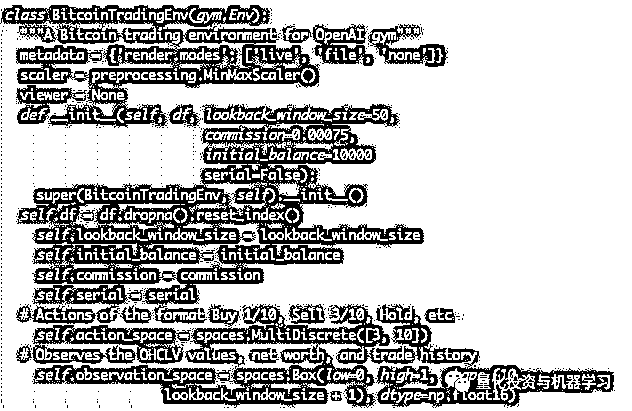 class BitcoinTradingEnv(gym.Env):
"""A Bitcoin trading environment for OpenAI gym"""
metadata = {'render.modes': ['live', 'file', 'none']}
scaler = preprocessing.MinMaxScaler()
viewer = None
def __init__(self, df, lookback_window_size=50,
commission=0.00075,
initial_balance=10000
serial=False):
super(BitcoinTradingEnv, self).__init__()
self.df = df.dropna().reset_index()
self.lookback_window_size = lookback_window_size
self.initial_balance = initial_balance
self.commission = commission
self.serial = serial
# Actions of the format Buy 1/10, Sell 3/10, Hold, etc
self.action_space = spaces.MultiDiscrete([3, 10])
# Observes the OHCLV values, net worth, and trade history
self.observation_space = spaces.Box(low=0, high=1, (10,
lookback_window_size + 1), dtype=np.float16)
量化投资与机器学习